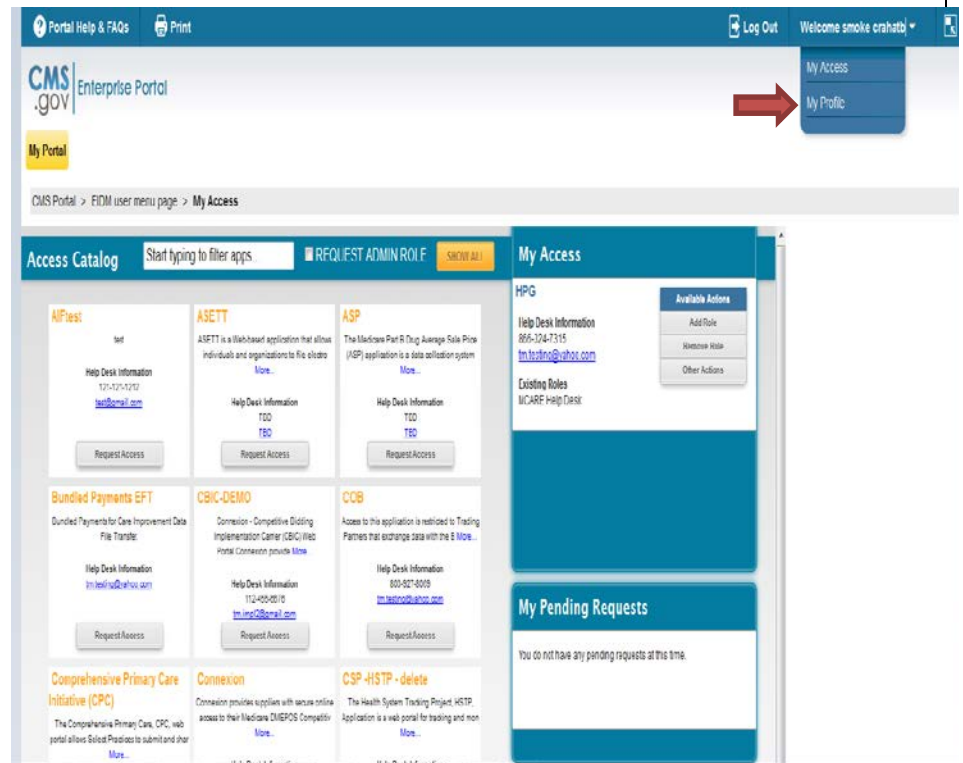 Portal Help & FAQs
Print
Log Out
Welcome smoke crahatb
My Access
My Profile
CMS
.gov
Enterprise Portal
My Portal
CMS Portal > EIDM user menu page > My Access
Access Catalog
Start typing to filter apps..
REQUEST ADMIN ROLE
SHOW ALL
AIFtest
test
Help Desk Information
121-121-1212
test@gmail.com
Request Access
ASETT
ASETT is a Web-based application that allows
individuals and organizations to file electro
More...
Help Desk Information
TBD
TBD
Request Access
ASP
The Medicare Part B Drug Average Sale Price
(ASP) application is a data collection system
More...
Help Desk Information
TBD
TBD
Request Access
Bundled Payments EFT
Bundled Payments for Care Improvement Data
File Transfer
Help Desk Information
tm.testing@yahoo.com
Request Access
CBIC-DEMO
Connexion - Competitive Bidding
Implementation Carrier (CBIC) Web
Portal Connexion provide More...
Help Desk Information
tm.impl2@gmail.com
Request Access
COB
Access to this application is restricted to Trading
Partners that exchange data with the B More...
Help Desk Information
tm.testing@yahoo.com
Request Access
Comprehensive Primary Care
Initiative (CPC)
The Comprehensive Primary Care, CPC, web
portal allows Select Practices to submit and shar
More...
Connexion
Connexion provides suppliers with secure online
access to their Medicare DMEPOS Competitiv
More...
Help Desk Information
CSP -HSTP - delete
The Health System Tracking Project, HSTP,
Application is a web portal for tracking and mon
More...
Help Desk Information
My Access
HPG
Help Desk Information
866-324-7315
tm.testing@yahoo.com
Existing Roles
MCARE Help Desk
Available Actions
Add Role
Remove Role
Other Actions
My Pending Requests
You do not have any pending requests at this time.